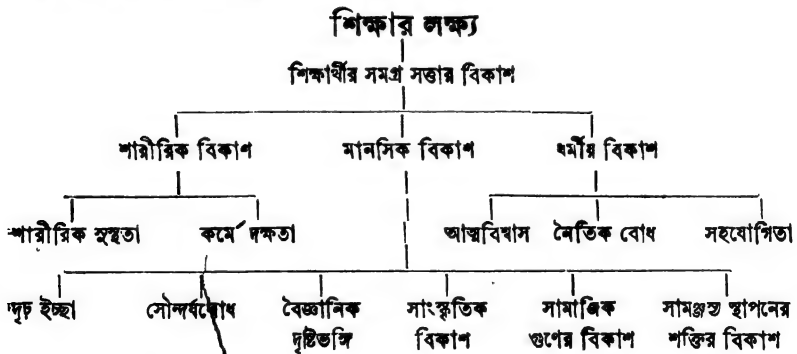 শিক্ষার লক্ষ্য
শিক্ষার্থীর সমগ্র সত্তার বিকাশ
শারীরিক বিকাশ মানসিক বিকাশ ধর্মীয় বিকাশ
শারীরিক সুস্থতা কর্মে দক্ষতা আত্মবিশ্বাস নৈতিক বোধ সহযোগিতা
দৃঢ় ইচ্ছা সৌন্দর্যবোধ বৈজ্ঞানিক সাংস্কৃতিক সামাজিক সামঞ্জস্য স্থাপনের
দৃষ্টিভঙ্গি বিকাশ গুণের বিকাশ শক্তির বিকাশ